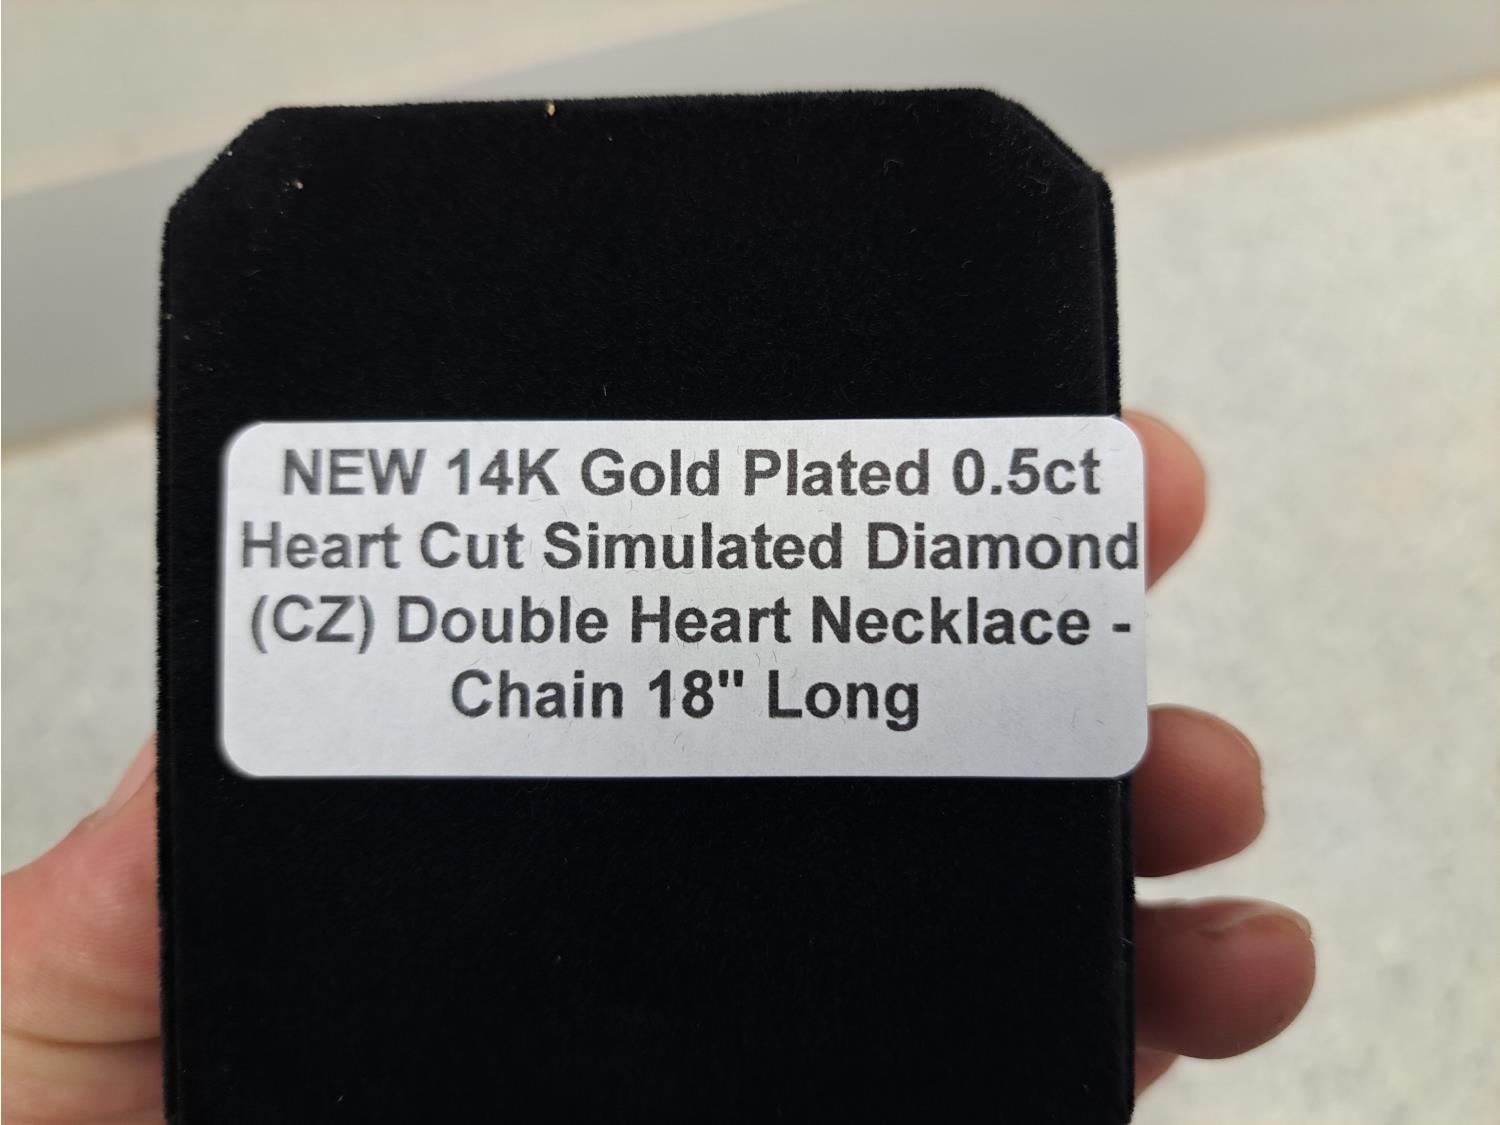 NEW 14K Gold Plated 0.5ct
Heart Cut Simulated Diamond
(CZ) Double Heart Necklace -
Chain 18" Long